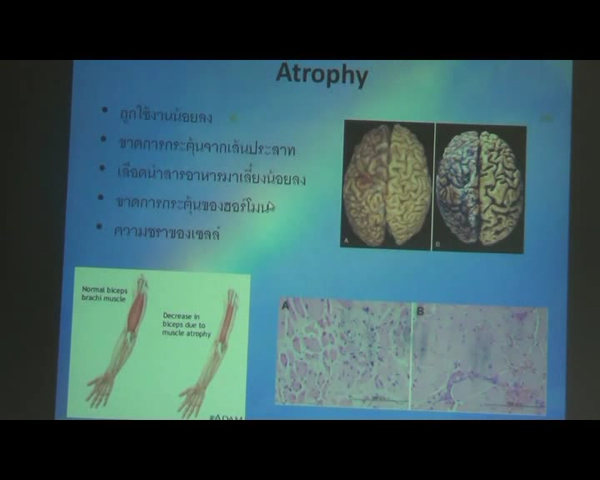 Atrophy
• ถูกใช้งานน้อยลง
• ขาดการกระตุ้นจากเส้นประสาท
• เลือดนำสารอาหารมาเลี้ยงน้อยลง
• ขาดการกระตุ้นของฮอร์โมน
• ความชราของเซลล์
A
B
Normal biceps
brachi muscle
Decrease in
biceps due to
muscle atrophy
A
B